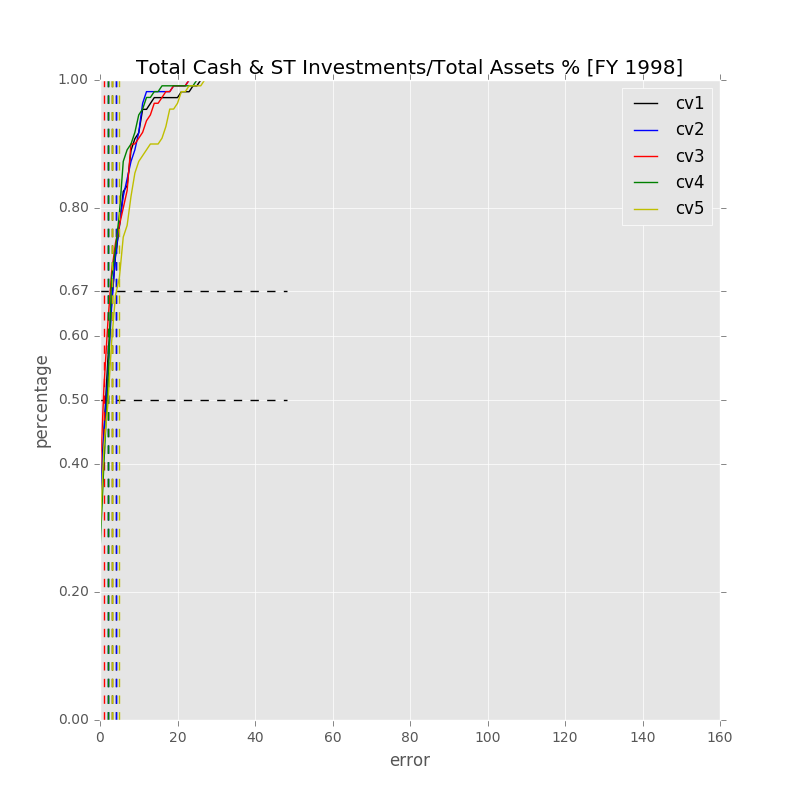 Total Cash & ST Investments/Total Assets % [FY 1998]
1.00
0.80
0.67
0.60
0.50
0.40
0.20
0.00
percentage
cv1
cv2
cv3
cv4
cv5
0 20 40 60 80 100 120 140 160
error